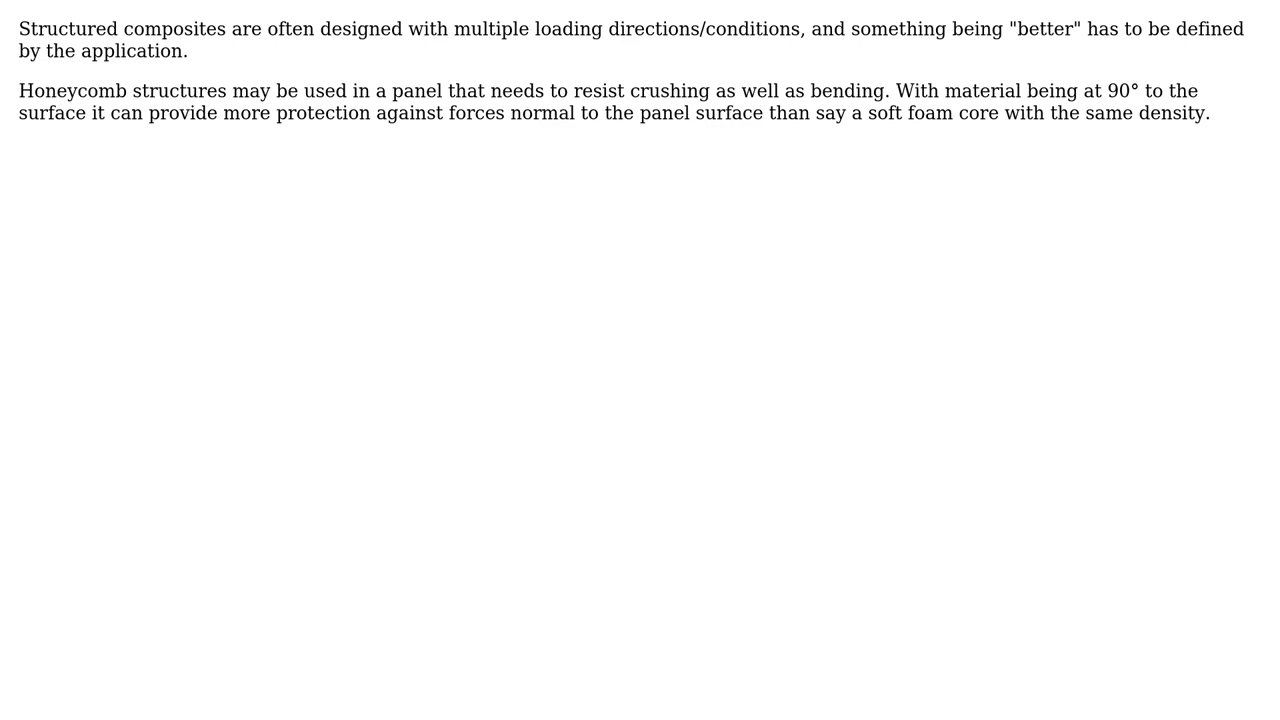 Structured composites are often designed with multiple loading directions/conditions, and something being "better" has to be defined
by the application.
Honeycomb structures may be used in a panel that needs to resist crushing as well as bending. With material being at 90° to the
surface it can provide more protection against forces normal to the panel surface than say a soft foam core with the same density.